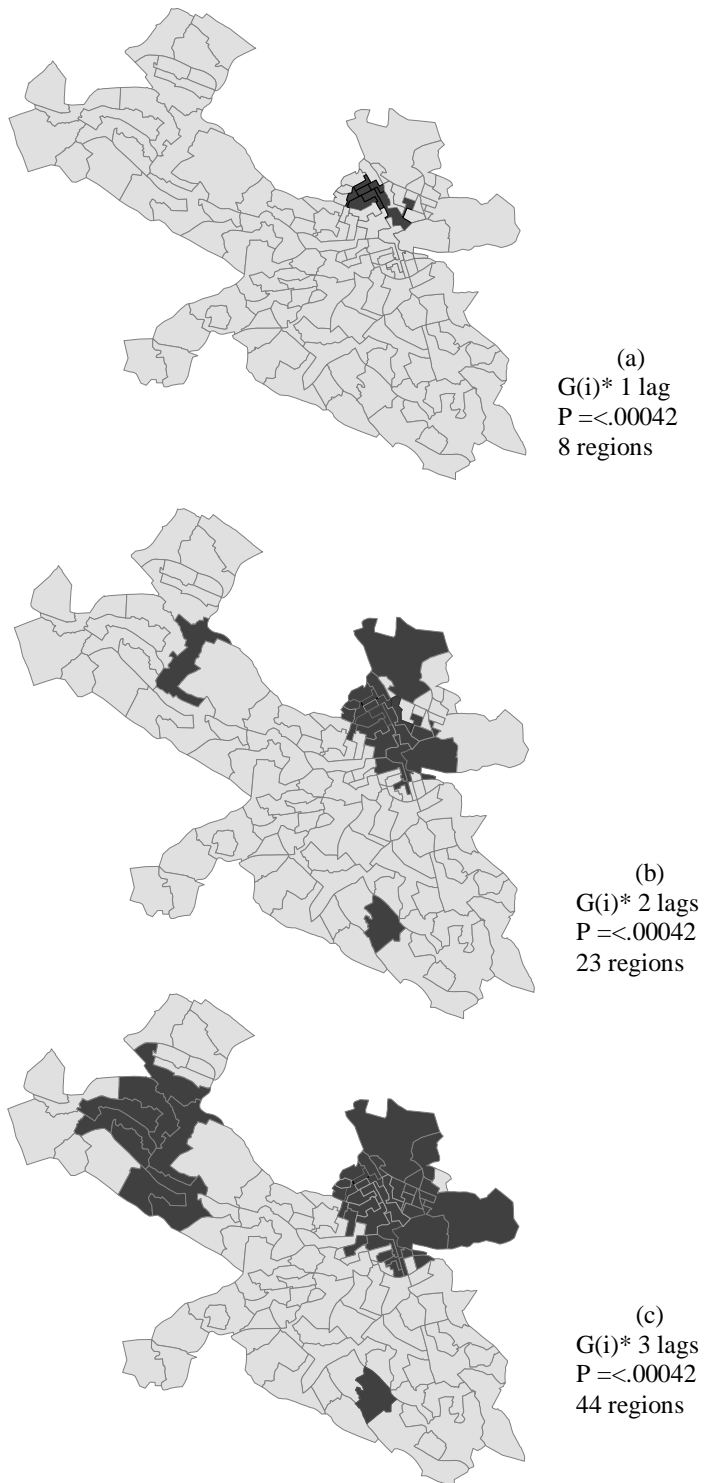 (a)
G(i)* 1 lag
P =<.00042
8 regions
(b)
G(i)* 2 lags
P =<.00042
23 regions
(c)
G(i)* 3 lags
P =<.00042
44 regions